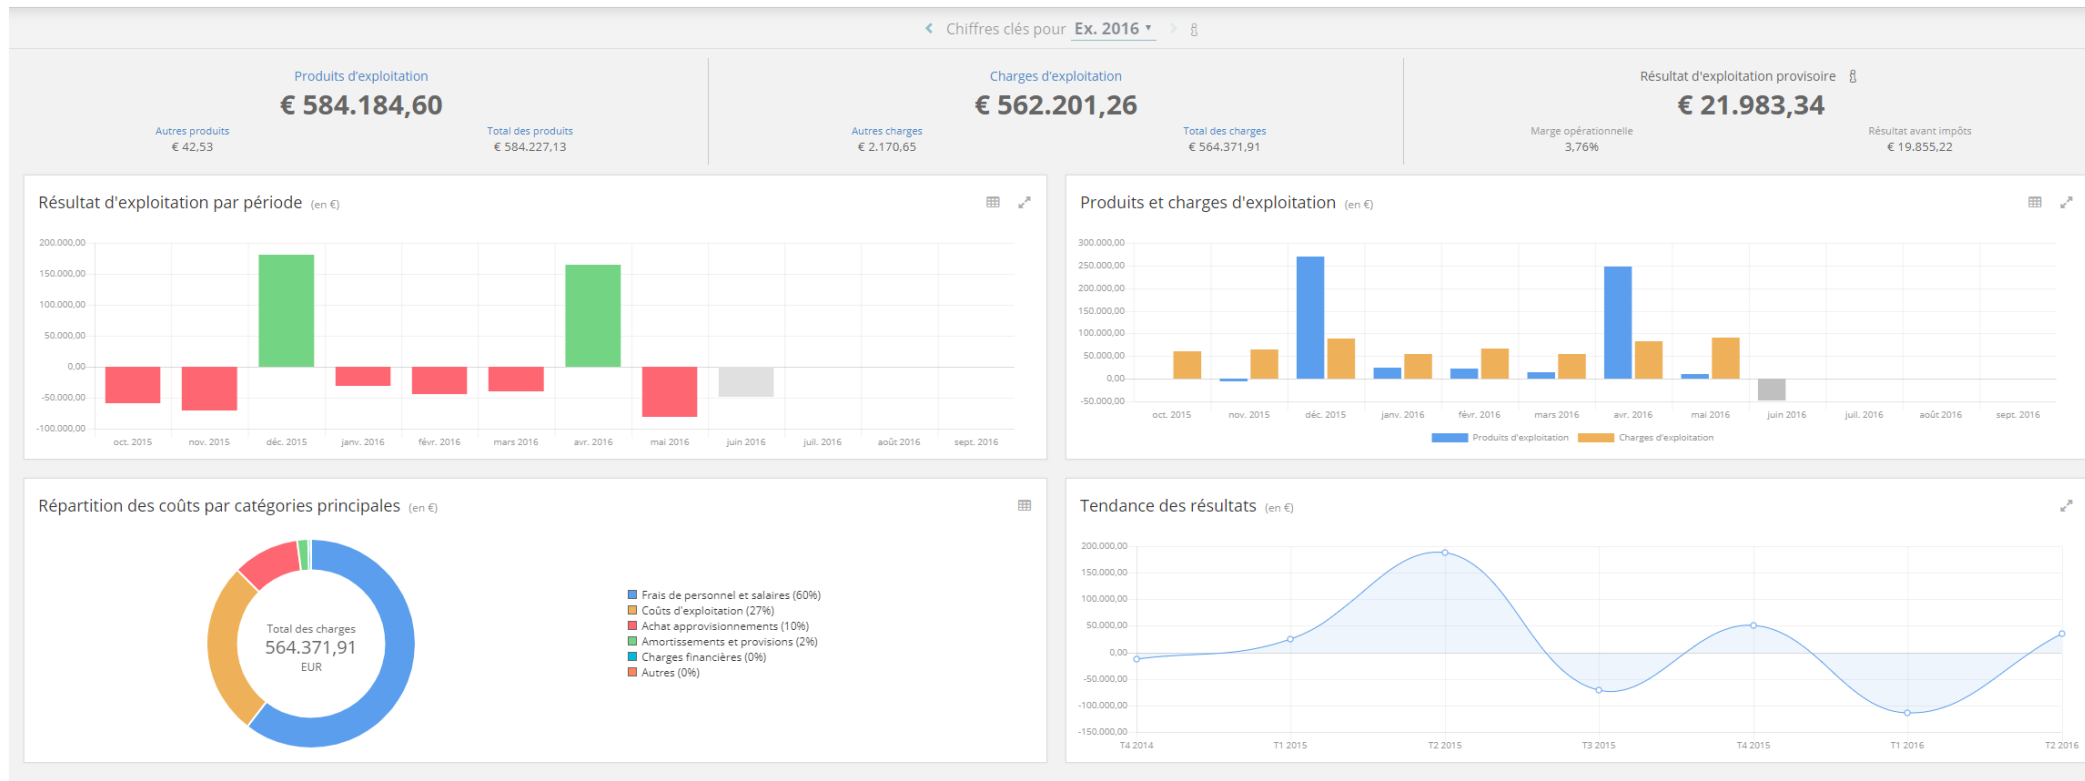 Chiffres clés pour Ex. 2016
Produits d'exploitation
€ 584.184,60
Autres produits
€ 42,53
Total des produits
€ 584.227,13
Charges d'exploitation
€ 562.201,26
Autres charges
€ 2.170,65
Total des charges
€ 564.371,91
Résultat d'exploitation provisoire
€ 21.983,34
Marge opérationnelle
3,76%
Résultat avant impôts
€ 19.855,22
Résultat d'exploitation par période (en €)
200.000,00
150.000,00
100.000,00
50.000,00
0,00
-50.000,00
-100.000,00
oct. 2015 nov. 2015 déc. 2015 janv. 2016 févr. 2016 mars 2016 avr. 2016 mai 2016 juin 2016 juil. 2016 août 2016 sept. 2016
Produits et charges d'exploitation (en €)
300.000,00
250.000,00
200.000,00
150.000,00
100.000,00
50.000,00
0,00
-50.000,00
oct. 2015 nov. 2015 déc. 2015 janv. 2016 févr. 2016 mars 2016 avr. 2016 mai 2016 juin 2016 juil. 2016 août 2016 sept. 2016
Produits d'exploitation Charges d'exploitation
Répartition des coûts par catégories principales (en €)
Total des charges
564.371,91
EUR
Frais de personnel et salaires (60%)
Coûts d'exploitation (27%)
Achat approvisionnements (10%)
Amortissements et provisions (2%)
Charges financières (0%)
Autres (0%)
Tendance des résultats (en €)
200.000,00
150.000,00
100.000,00
50.000,00
0,00
-50.000,00
-100.000,00
-150.000,00
T4 2014 T1 2015 T2 2015 T3 2015 T4 2015 T1 2016 T2 2016